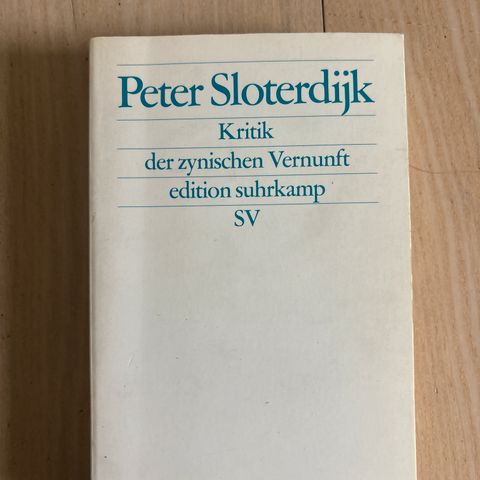 Peter Sloterdijk
Kritik
der zynischen Vernunft
edition suhrkamp
SV